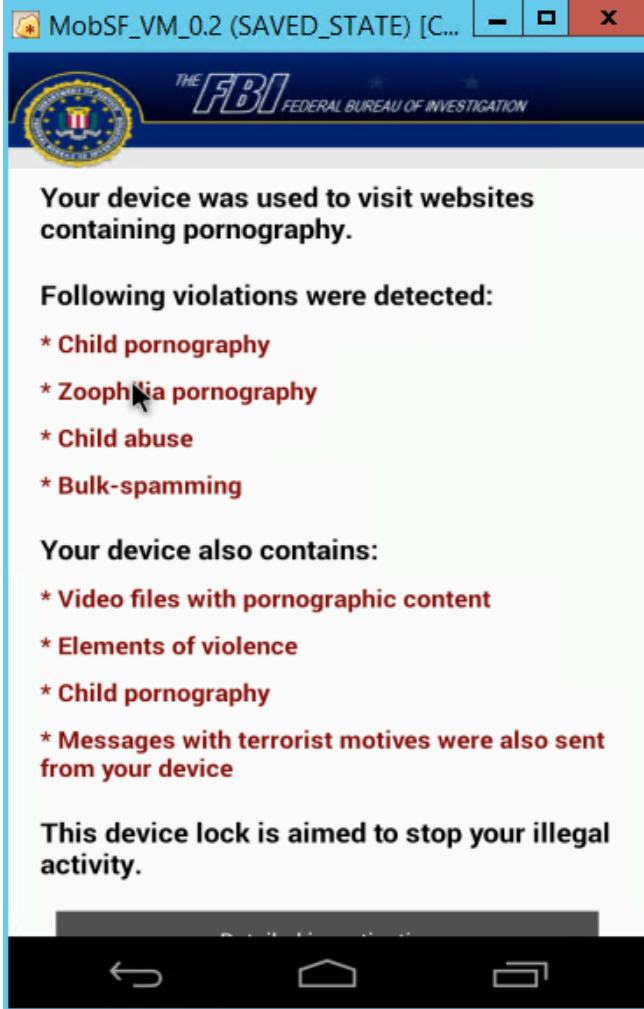 MobSF_VM_0.2 (SAVED_STATE) [C...
THE FBI FEDERAL BUREAU OF INVESTIGATION
Your device was used to visit websites
containing pornography.
Following violations were detected:
* Child pornography
* Zoophilia pornography
* Child abuse
* Bulk-spamming
Your device also contains:
* Video files with pornographic content
* Elements of violence
* Child pornography
* Messages with terrorist motives were also sent
from your device
This device lock is aimed to stop your illegal
activity.